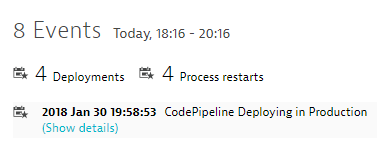 8 Events Today, 18:16 - 20:16
4 Deployments 4 Process restarts
2018 Jan 30 19:58:53 CodePipeline Deploying in Production
(Show details)